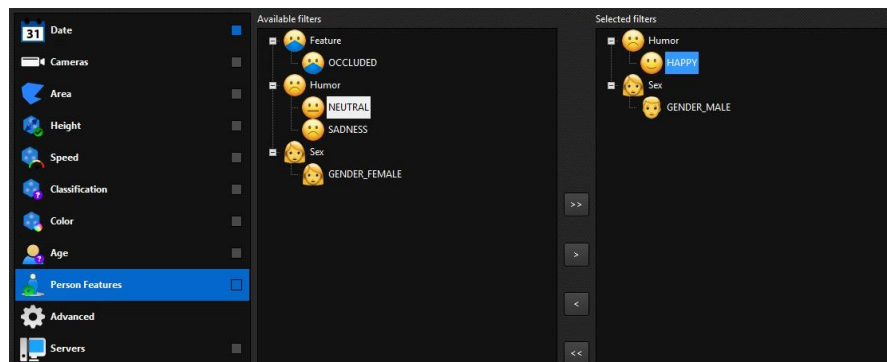 31 Date
Cameras
Area
Height
Speed
Classification
Color
Age
Person Features
Advanced
Servers
Available filters
Feature
OCCLUDED
Humor
NEUTRAL
SADNESS
Sex
GENDER_FEMALE
>>
>
<
<<
Selected filters
Humor
HAPPY
Sex
GENDER_MALE